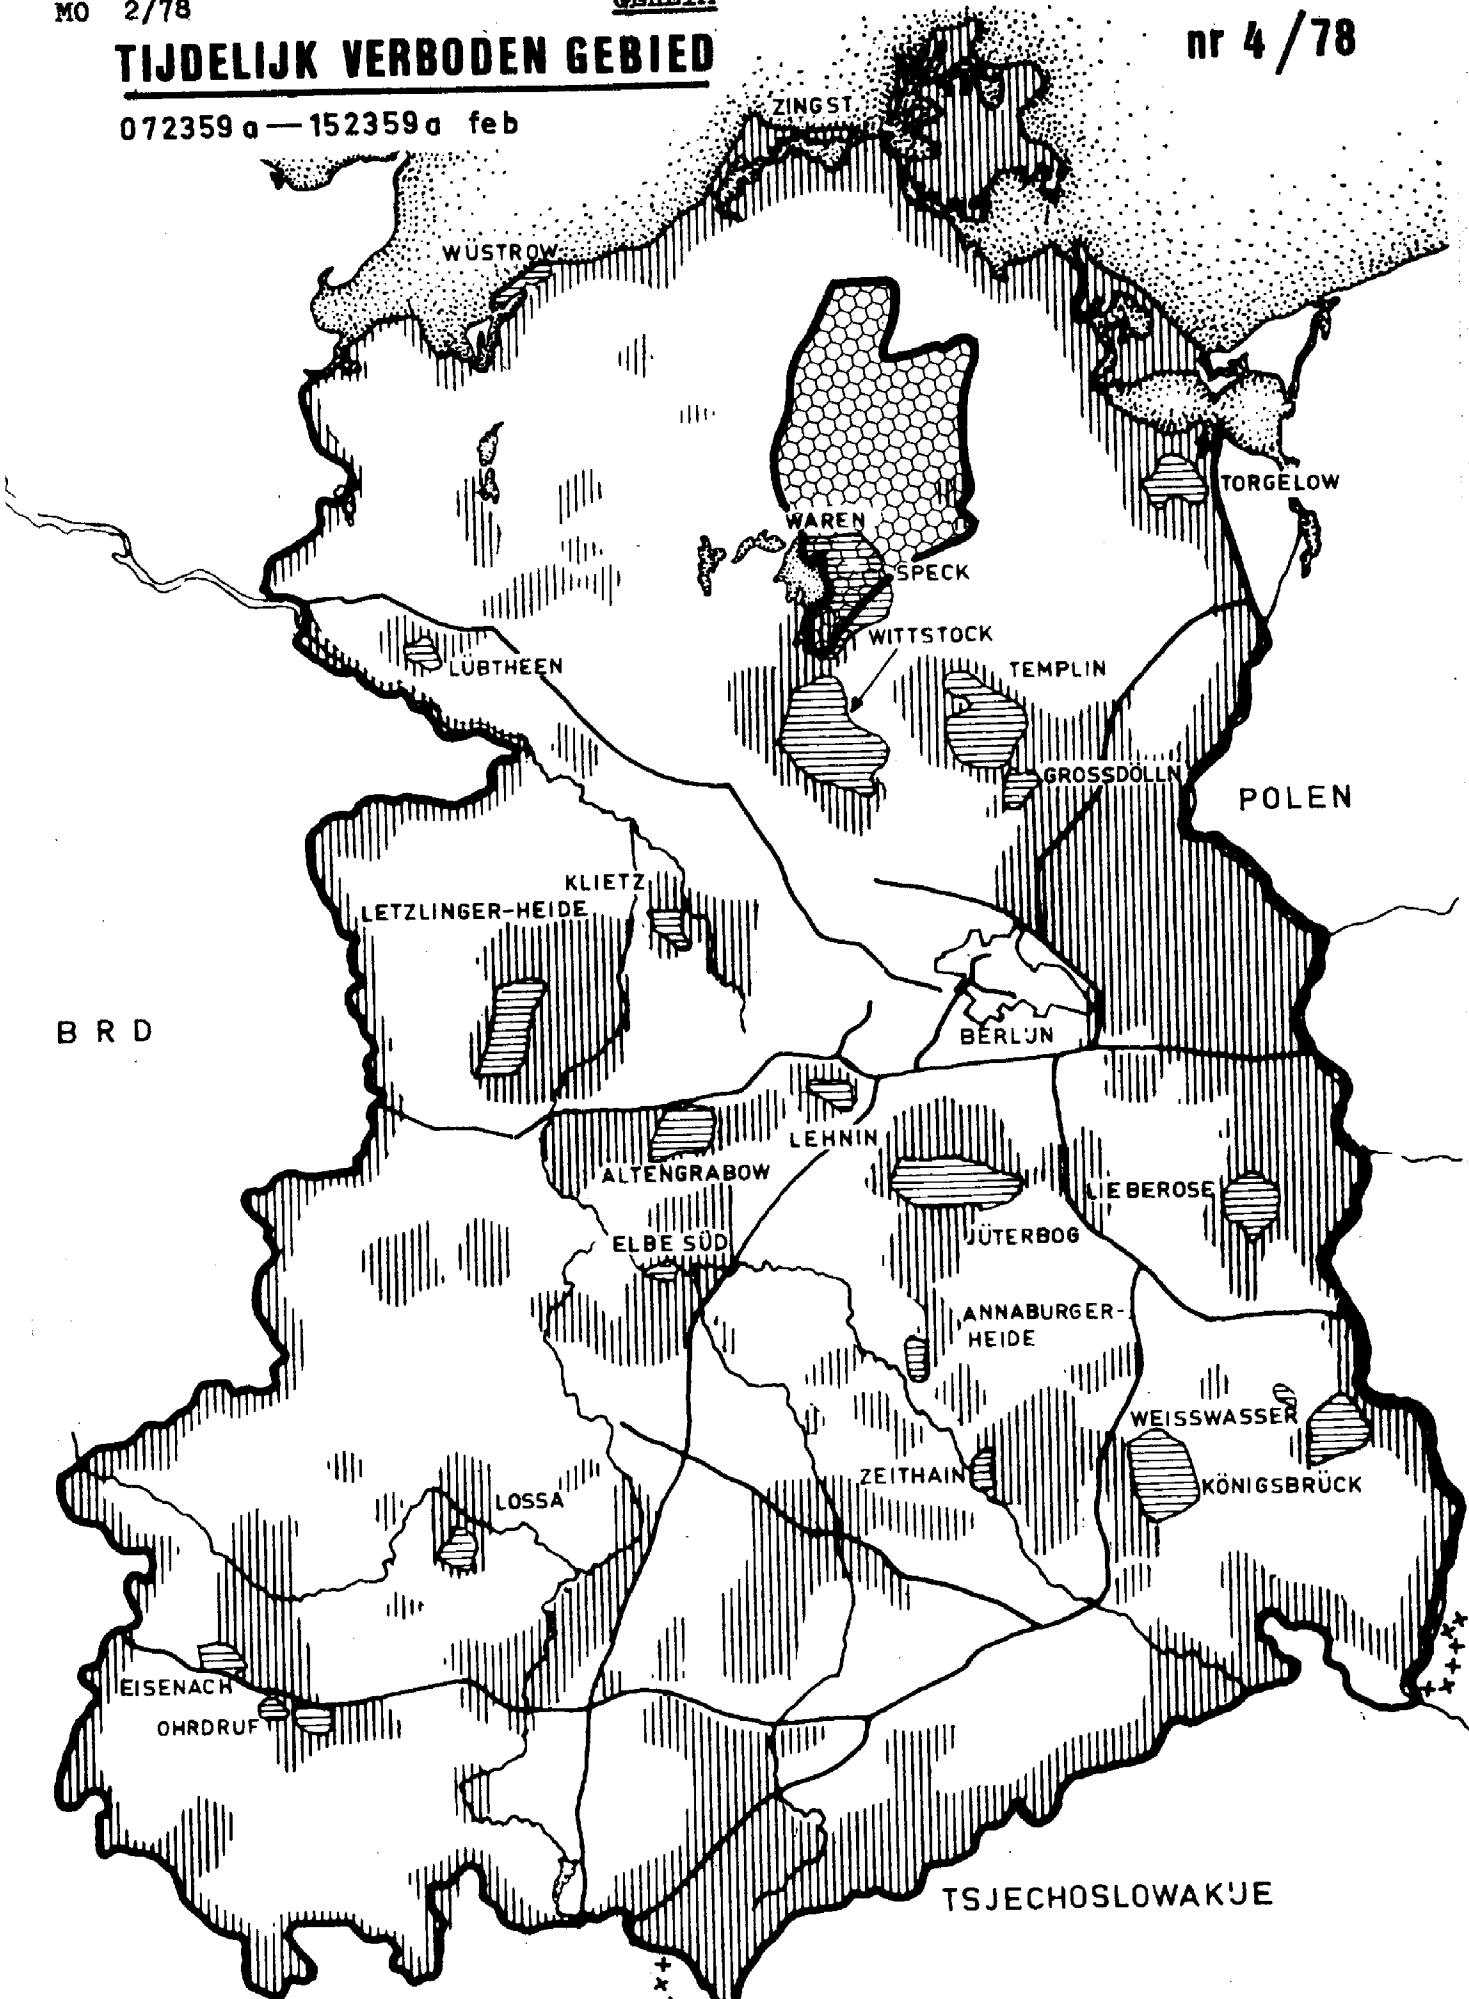 MO 2/78
GEHEIM
TIJDELIJK VERBODEN GEBIED
nr 4/78
072359a—152359a feb
ZINGST
WUSTROW
TORGELOW
WAREN
SPECK
WITTSTOCK
LÜBTHEEN
TEMPLIN
GROSSDÖLLN
POLEN
KLIETZ
LETZLINGER-HEIDE
BRD
BERLIJN
LEHNIN
ALTENGRABOW
LIEBEROSE
JÜTERBOG
ELBE SÜD
ANNABURGER-
HEIDE
WEISSWASSER
ZEITHAIN
KÖNIGSBRÜCK
LOSSA
EISENACH
OHRDRUF
TSJECHOSLOWAKIJE